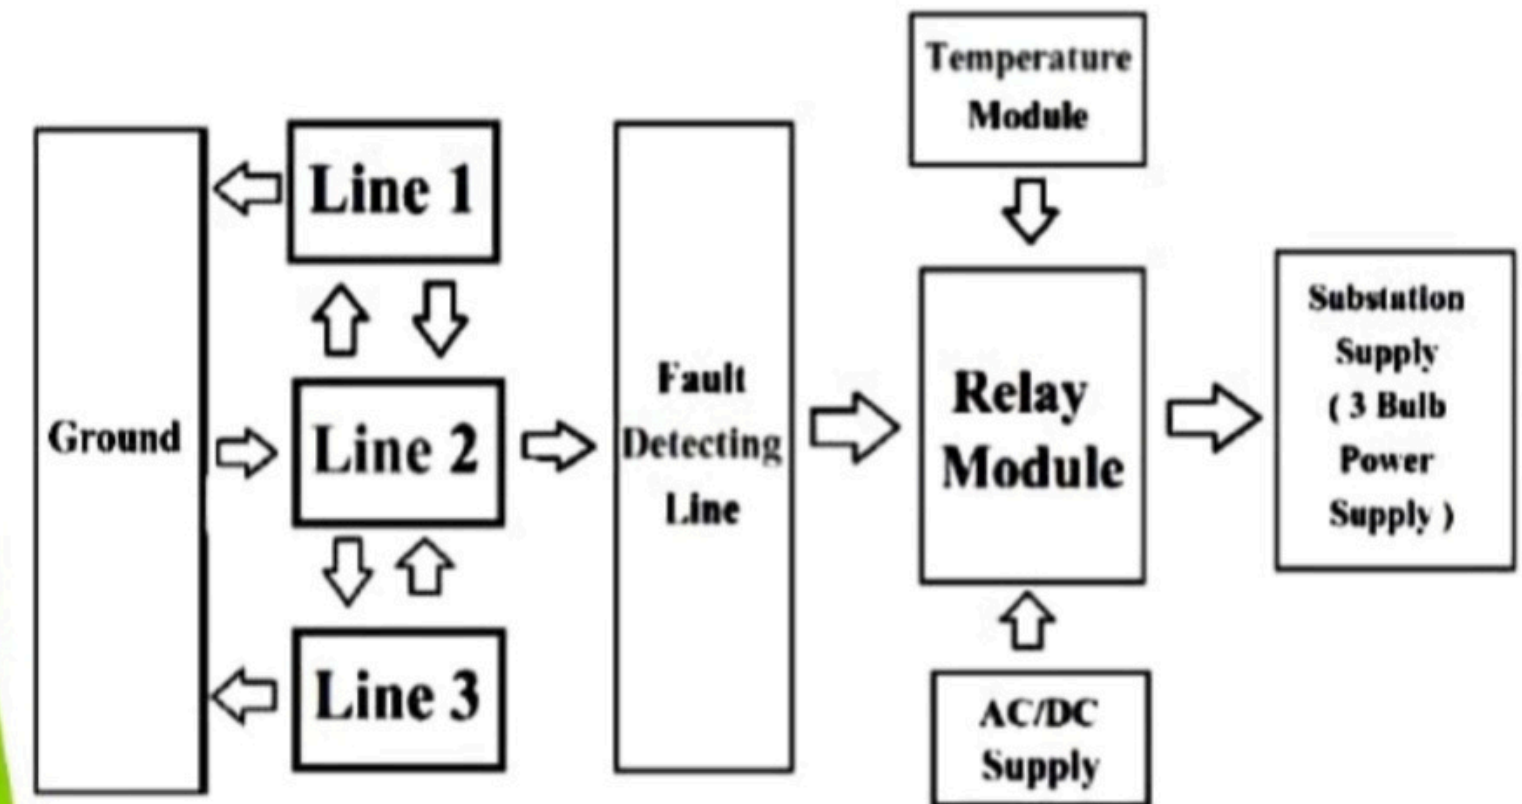 Temperature
Module
Line 1
Ground
Line 2
Line 3
Fault
Detecting
Line
Relay
Module
AC/DC
Supply
Substation
Supply
( 3 Bulb
Power
Supply )